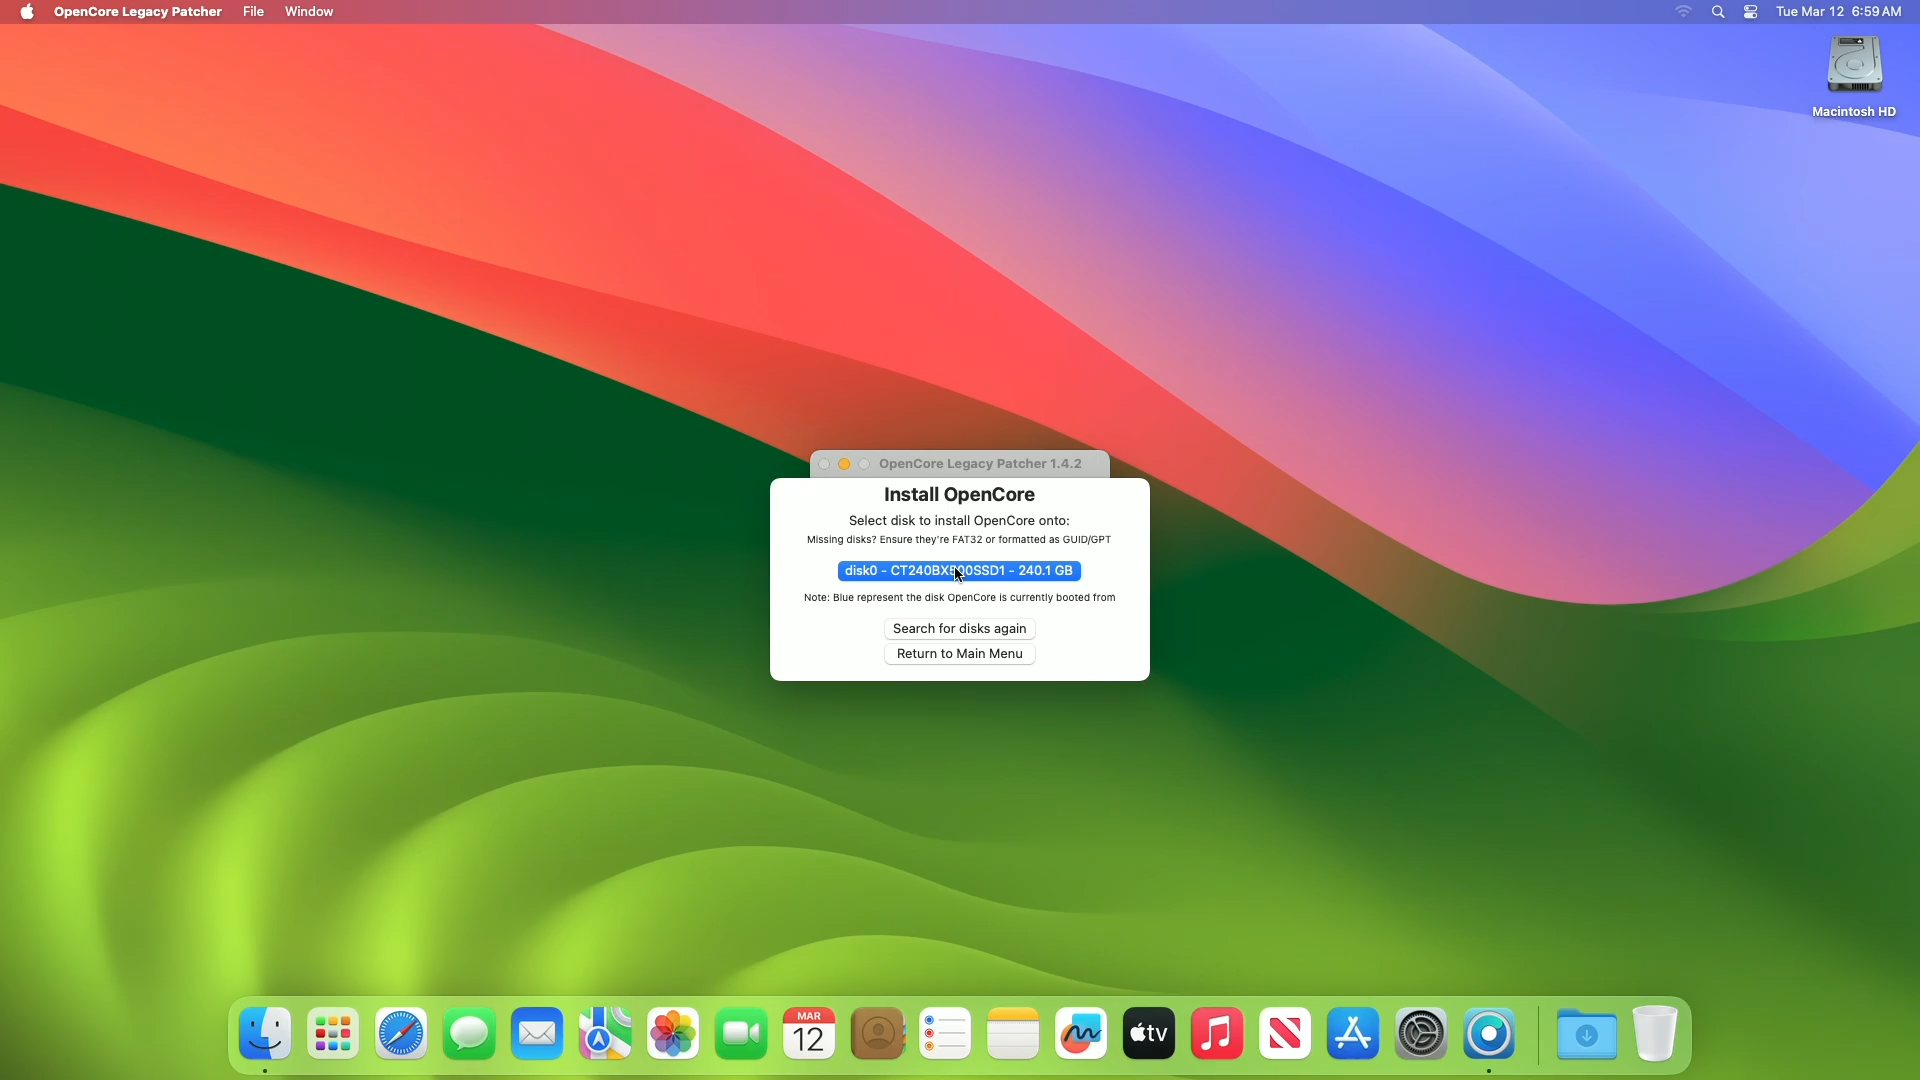 OpenCore Legacy Patcher File Window Tue Mar 12 6:59 AM
Macintosh HD
OpenCore Legacy Patcher 1.4.2
Install OpenCore
Select disk to install OpenCore onto:
Missing disks? Ensure they're FAT32 or formatted as GUID/GPT
disk0 - CT240BX500SSD1 - 240.1 GB
Note: Blue represent the disk OpenCore is currently booted from
Search for disks again
Return to Main Menu
MAR
12
tv